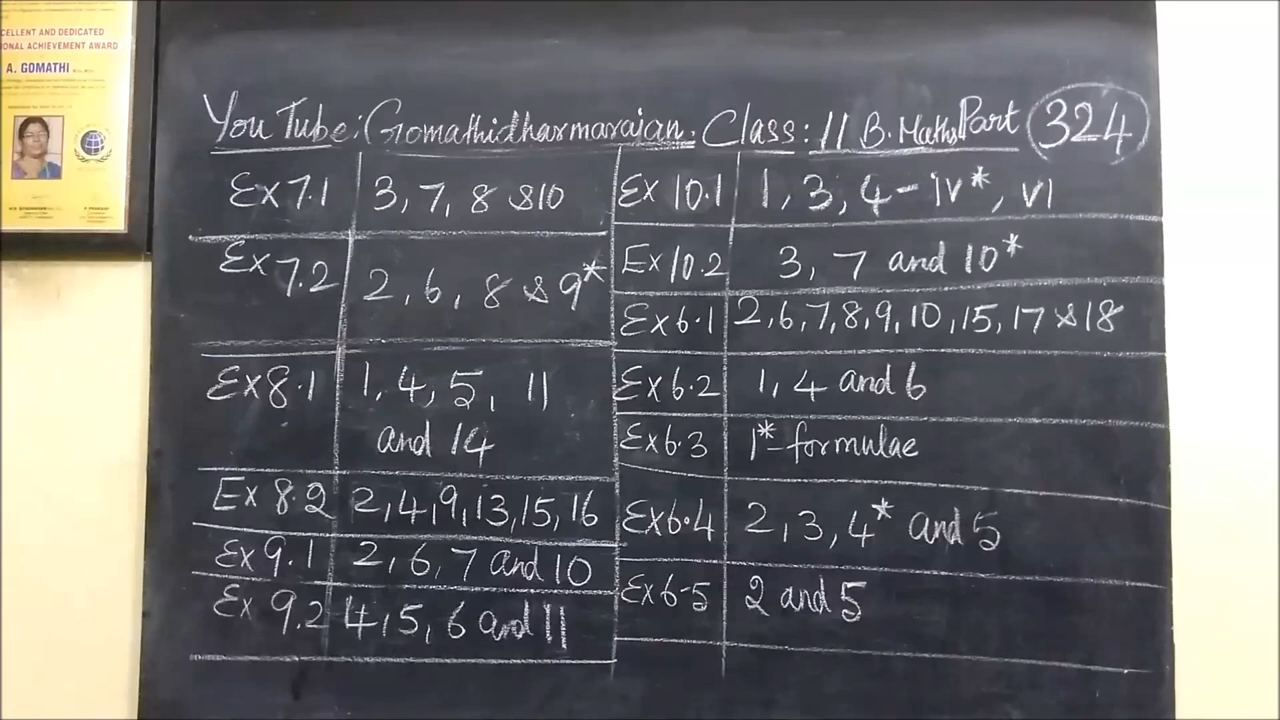 CELLENT AND DEDICATED
IONAL ACHIEVEMENT AWARD
A. GOMATHI
YouTube: Gomathidharmarajan. Class: 11 B. Maths Part 324
Ex 7.1 3, 7, 8 & 10
Ex 7.2 2, 6, 8 & 9*
Ex 8.1 1, 4, 5, 11
and 14
Ex 8.2 2, 4, 9, 13, 15, 16
Ex 9.1 2, 6, 7 and 10
Ex 9.2 4, 5, 6 and 11
Ex 10.1 1, 3, 4 - iv*, vi
Ex 10.2 3, 7 and 10*
Ex 6.1 2, 6, 7, 8, 9, 10, 15, 17 & 18
Ex 6.2 1, 4 and 6
Ex 6.3 1* - formulae
Ex 6.4 2, 3, 4* and 5
Ex 6.5 2 and 5